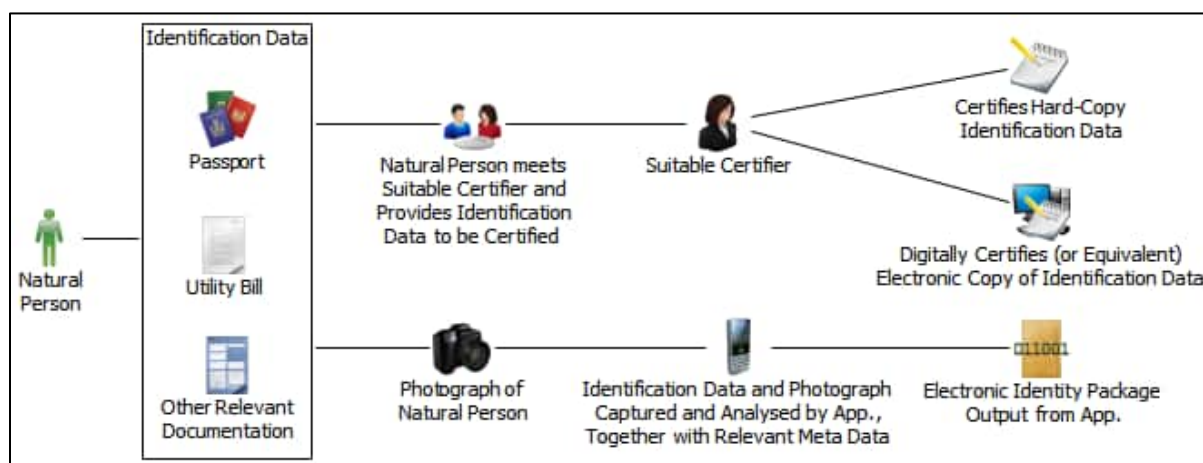 Identification Data
Passport
Utility Bill
Other Relevant
Documentation
Natural
Person
Natural Person meets
Suitable Certifier and
Provides Identification
Data to be Certified
Suitable Certifier
Certifies Hard-Copy
Identification Data
Digitally Certifies (or Equivalent)
Electronic Copy of Identification Data
Photograph of
Natural Person
Identification Data and Photograph
Captured and Analysed by App.,
Together with Relevant Meta Data
011001
Electronic Identity Package
Output from App.